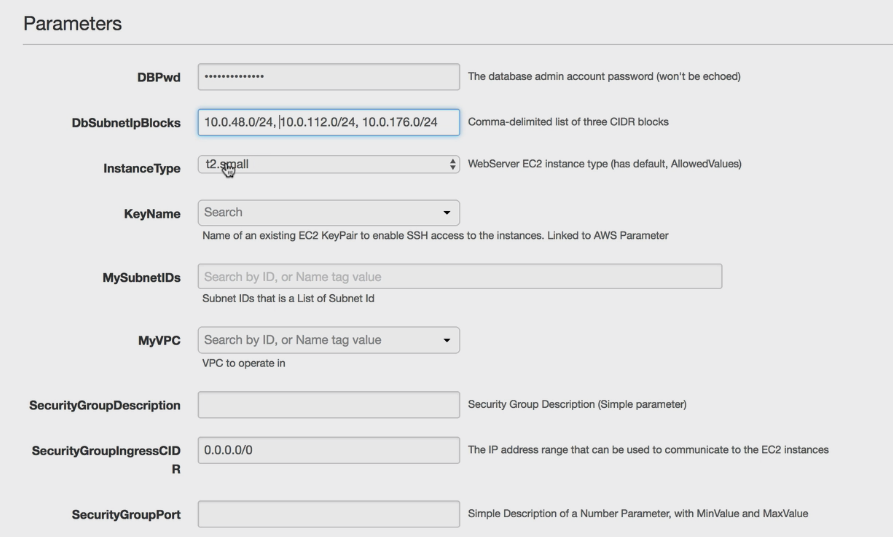 Parameters
DBPwd •••••••••••••• The database admin account password (won't be echoed)
DbSubnetIpBlocks 10.0.48.0/24, 10.0.112.0/24, 10.0.176.0/24 Comma-delimited list of three CIDR blocks
InstanceType t2.small WebServer EC2 instance type (has default, AllowedValues)
KeyName Search
Name of an existing EC2 KeyPair to enable SSH access to the instances. Linked to AWS Parameter
MySubnetIDs Search by ID, or Name tag value
Subnet IDs that is a List of Subnet Id
MyVPC Search by ID, or Name tag value
VPC to operate in
SecurityGroupDescription Security Group Description (Simple parameter)
SecurityGroupIngressCID 0.0.0.0/0 The IP address range that can be used to communicate to the EC2 instances
R
SecurityGroupPort Simple Description of a Number Parameter, with MinValue and MaxValue